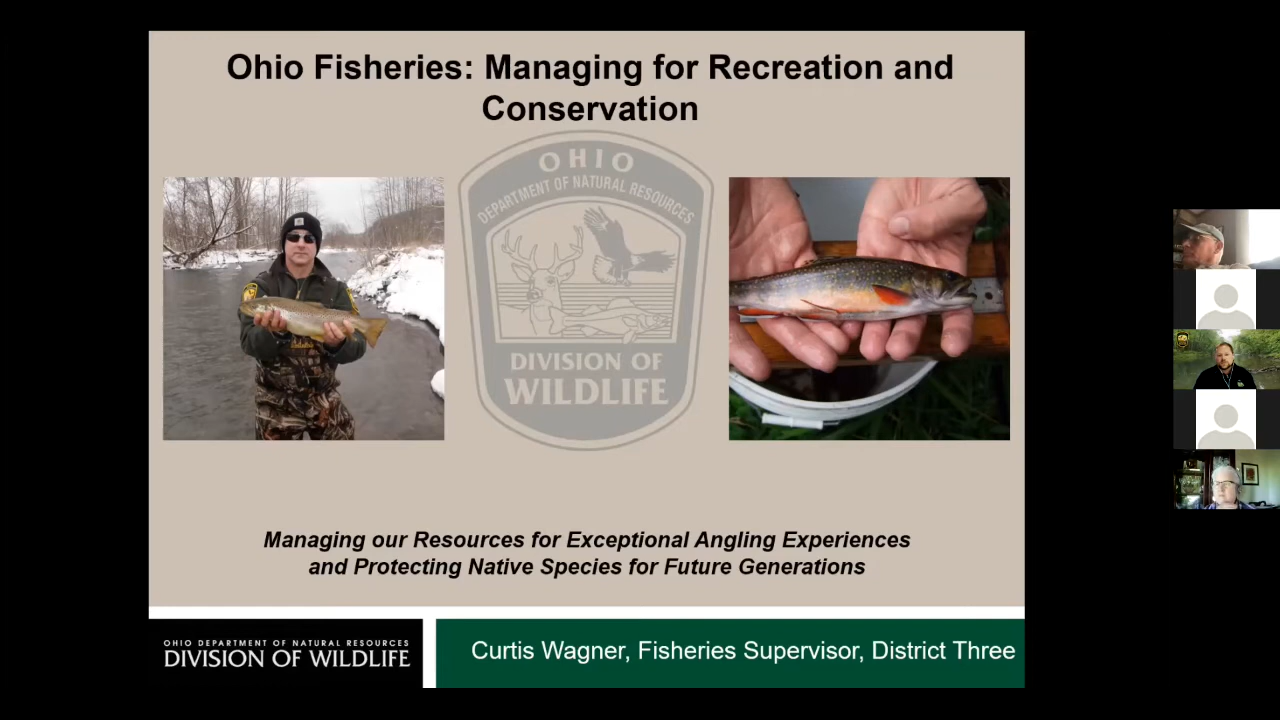 Ohio Fisheries: Managing for Recreation and
Conservation
OHIO
DEPARTMENT OF NATURAL RESOURCES
DIVISION OF
WILDLIFE
Managing our Resources for Exceptional Angling Experiences
and Protecting Native Species for Future Generations
OHIO DEPARTMENT OF NATURAL RESOURCES
DIVISION OF WILDLIFE
Curtis Wagner, Fisheries Supervisor, District Three